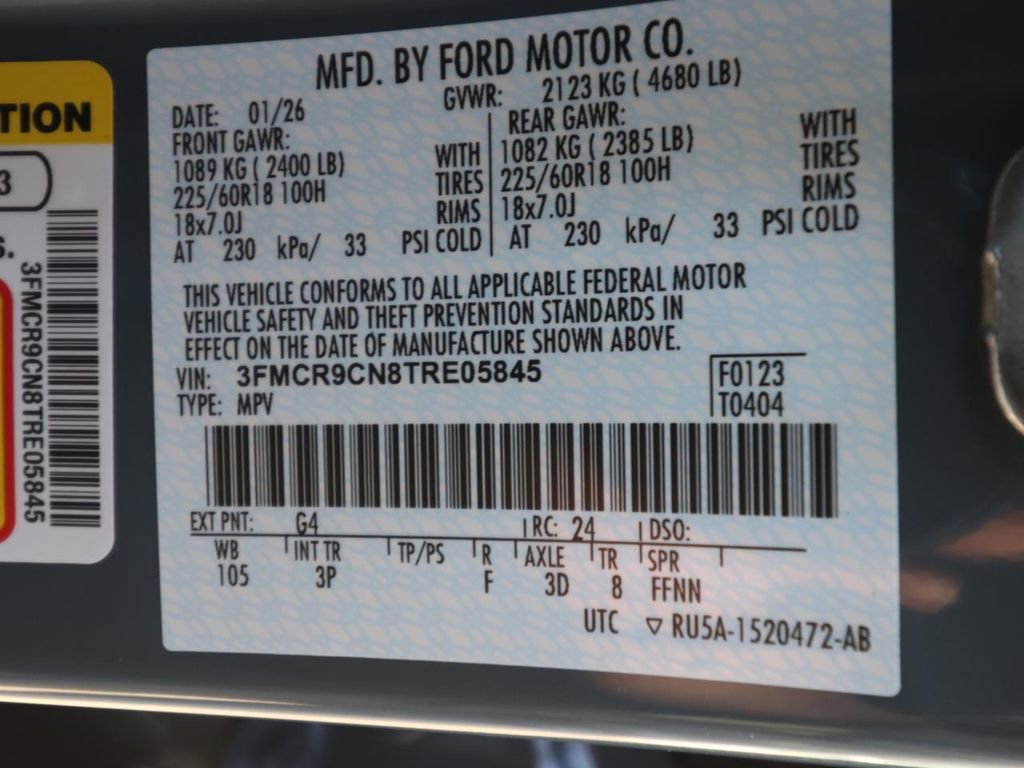 MFD. BY FORD MOTOR CO.
DATE: 01/26
GVWR: 2123 KG ( 4680 LB)
FRONT GAWR:
1089 KG ( 2400 LB) WITH
225/60R18 100H TIRES
18x7.0J RIMS
AT 230 kPa/ 33 PSI COLD
REAR GAWR: WITH
1082 KG ( 2385 LB) TIRES
225/60R18 100H RIMS
18x7.0J
AT 230 kPa/ 33 PSI COLD
THIS VEHICLE CONFORMS TO ALL APPLICABLE FEDERAL MOTOR
VEHICLE SAFETY AND THEFT PREVENTION STANDARDS IN
EFFECT ON THE DATE OF MANUFACTURE SHOWN ABOVE.
VIN: 3FMCR9CN8TRE05845
TYPE: MPV
F0123
T0404
EXT PNT: G4 RC: 24 DSO:
WB INT TR TP/PS R AXLE TR SPR
105 3P F 3D 8 FFNN
UTC ▽ RU5A-1520472-AB
TION
3
S.
3FMCR9CN8TRE05845